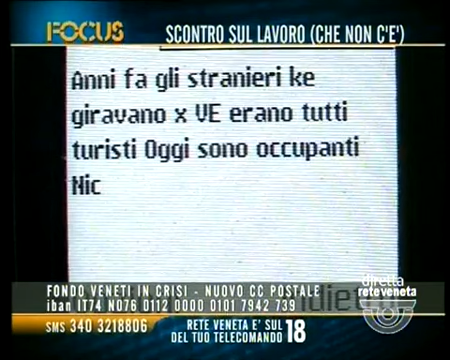 FOCUS
SCONTRO SUL LAVORO (CHE NON C'E')
Anni fa gli stranieri ke
giravano x VE erano tutti
turisti Oggi sono occupanti
Nic
diretta
reteveneta
FONDO VENETI IN CRISI - NUOVO CC POSTALE
iban IT74 N076 0112 0000 0101 7942 739
SMS 340 3218806
RETE VENETA E' SUL
DEL TUO TELECOMANDO 18